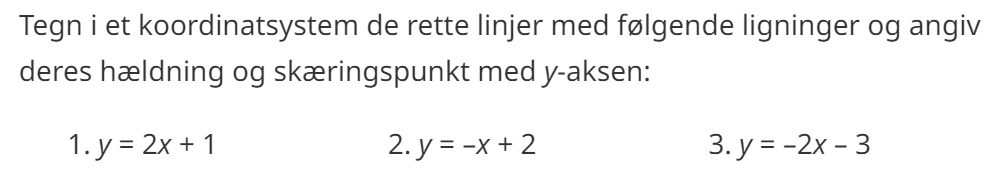 Tegn i et koordinatsystem de rette linjer med følgende ligninger og angiv
deres hældning og skæringspunkt med y-aksen:
1. y = 2x + 1 2. y = –x + 2 3. y = –2x – 3